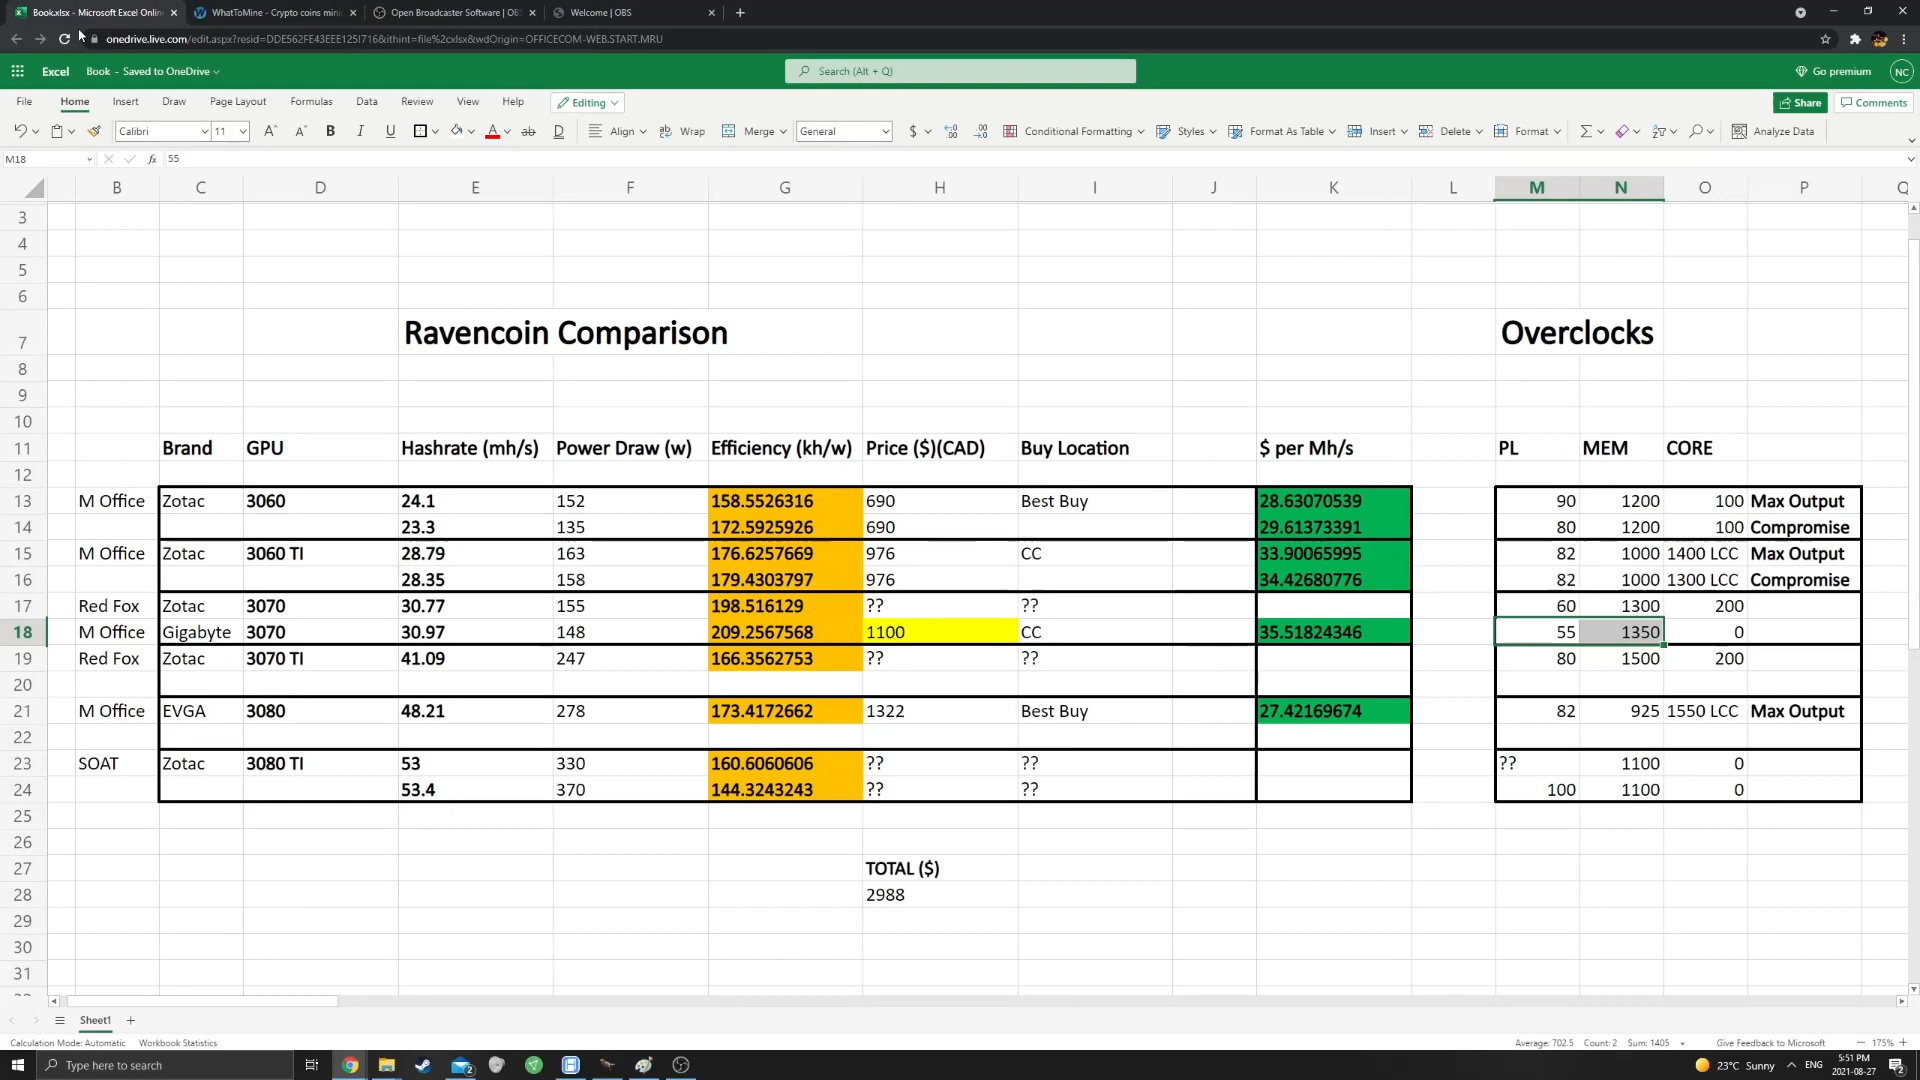 Book.xlsx - Microsoft Excel Onlin
WhatToMine - Crypto coins mini
Open Broadcaster Software | OBS
Welcome | OBS
onedrive.live.com/edit.aspx?resid=DDE562FE43EEE125!716&ithint=file%2cxlsx&wdOrigin=OFFICECOM-WEB.START.MRU
Excel Book - Saved to OneDrive Search (Alt + Q) Go premium NC
File Home Insert Draw Page Layout Formulas Data Review View Help Editing Share Comments
Calibri 11 B I U ab D Align Wrap Merge General $ Conditional Formatting Styles Format As Table Insert Delete Format Analyze Data
M18 fx 55
B C D E F G H I J K L M N O P Q
3
4
5
6
7 Ravencoin Comparison Overclocks
8
9
10
11 Brand GPU Hashrate (mh/s) Power Draw (w) Efficiency (kh/w) Price ($)(CAD) Buy Location $ per Mh/s PL MEM CORE
12
13 M Office Zotac 3060 24.1 152 158.5526316 690 Best Buy 28.63070539 90 1200 100 Max Output
14 23.3 135 172.5925926 690 29.61373391 80 1200 100 Compromise
15 M Office Zotac 3060 TI 28.79 163 176.6257669 976 CC 33.90065995 82 1000 1400 LCC Max Output
16 28.35 158 179.4303797 976 34.42680776 82 1000 1300 LCC Compromise
17 Red Fox Zotac 3070 30.77 155 198.516129 ?? ?? 60 1300 200
18 M Office Gigabyte 3070 30.97 148 209.2567568 1100 CC 35.51824346 55 1350 0
19 Red Fox Zotac 3070 TI 41.09 247 166.3562753 ?? ?? 80 1500 200
20
21 M Office EVGA 3080 48.21 278 173.4172662 1322 Best Buy 27.42169674 82 925 1550 LCC Max Output
22
23 SOAT Zotac 3080 TI 53 330 160.6060606 ?? ?? ?? 1100 0
24 53.4 370 144.3243243 ?? ?? 100 1100 0
25
26
27 TOTAL ($)
28 2988
29
30
31
Sheet1
Calculation Mode: Automatic Workbook Statistics Average: 702.5 Count: 2 Sum: 1405 Give Feedback to Microsoft 175%
Type here to search 2 23°C Sunny ENG 5:51 PM 2021-08-27 2